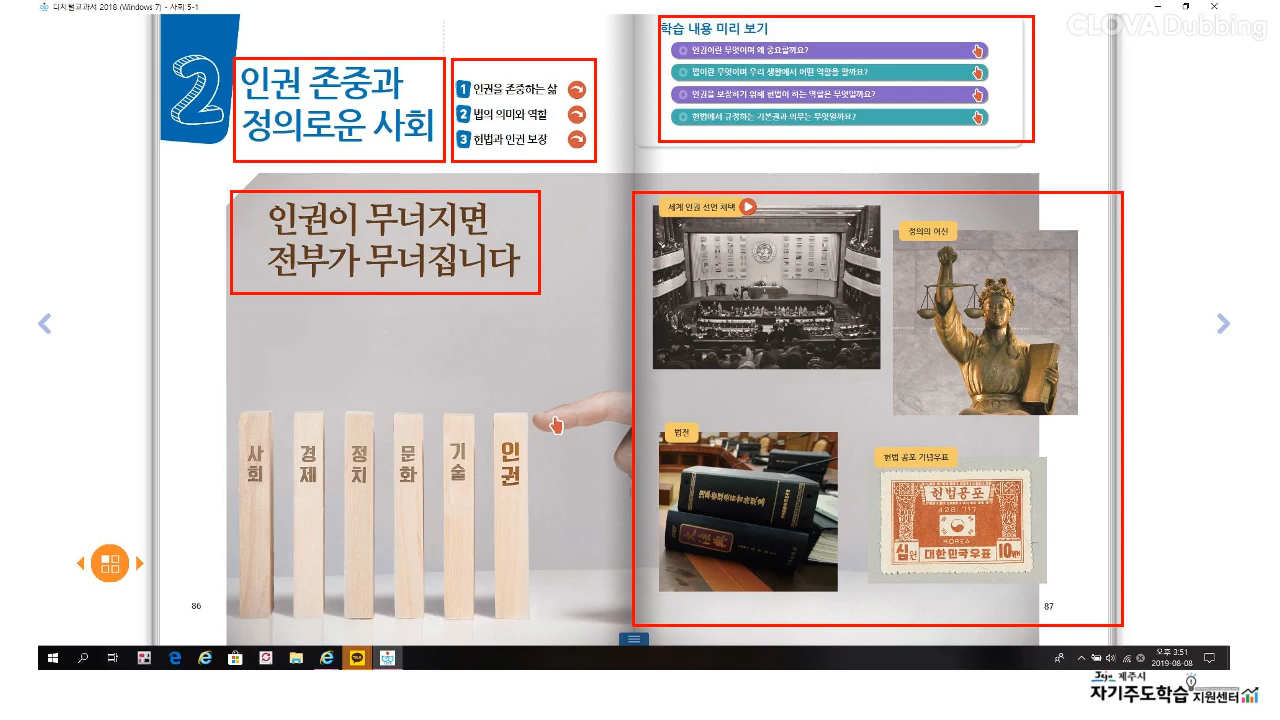 디지털교과서 2018 (Windows 7) - 사회 5-1
CLOVA Dubbing
2
인권 존중과
정의로운 사회
1 인권을 존중하는 삶
2 법의 의미와 역할
3 헌법과 인권 보장
학습 내용 미리 보기
인권이란 무엇이며 왜 중요할까요?
법이란 무엇이며 우리 생활에서 어떤 역할을 할까요?
인권을 보장하기 위해 헌법이 하는 역할은 무엇일까요?
헌법에서 규정하는 기본권과 의무는 무엇일까요?
인권이 무너지면
전부가 무너집니다
사회
경제
정치
문화
기술
인권
세계 인권 선언 채택
정의의 여신
법전
헌법 공포 기념우표
헌법공포
4281 7 17
KOREA
십원 대한민국우표 10WN
86
87
오후 3:51
2019-08-08
Jeju 제주시
자기주도학습 지원센터